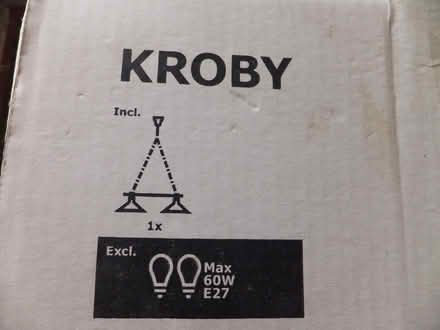 KROBY
Incl.
1x
Excl.
Max
60W
E27